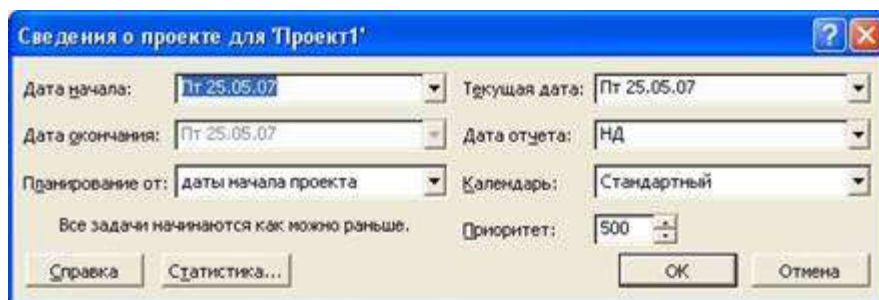 Сведения о проекте для 'Проект1'
Дата начала: Пт 25.05.07 Текущая дата: Пт 25.05.07
Дата окончания: Пт 25.05.07 Дата отчета: НД
Планирование от: даты начала проекта Календарь: Стандартный
Все задачи начинаются как можно раньше. Приоритет: 500
Справка Статистика... ОК Отмена